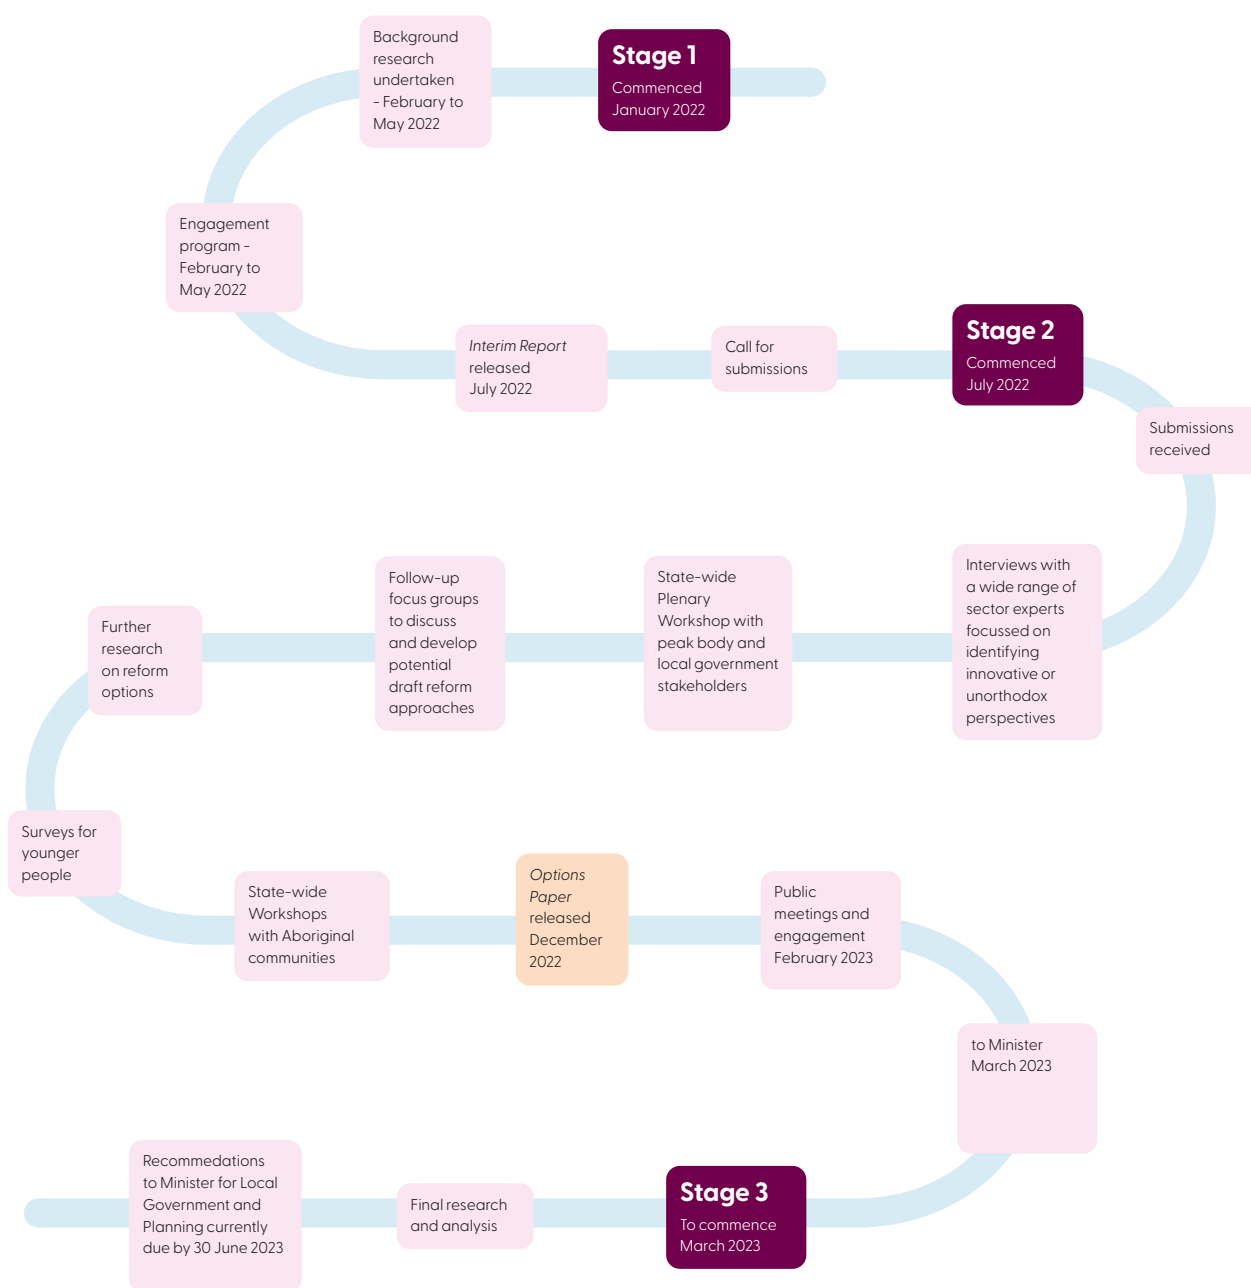 Stage 1
Commenced
January 2022
Background
research
undertaken
- February to
May 2022
Engagement
program -
February to
May 2022
Interim Report
released
July 2022
Call for
submissions
Stage 2
Commenced
July 2022
Submissions
received
Interviews with
a wide range of
sector experts
focussed on
identifying
innovative or
unorthodox
perspectives
State-wide
Plenary
Workshop with
peak body and
local government
stakeholders
Follow-up
focus groups
to discuss
and develop
potential
draft reform
approaches
Further
research
on reform
options
Surveys for
younger
people
State-wide
Workshops
with Aboriginal
communities
Options
Paper
released
December
2022
Public
meetings and
engagement
February 2023
to Minister
March 2023
Stage 3
To commence
March 2023
Final research
and analysis
Recommedations
to Minister for Local
Government and
Planning currently
due by 30 June 2023